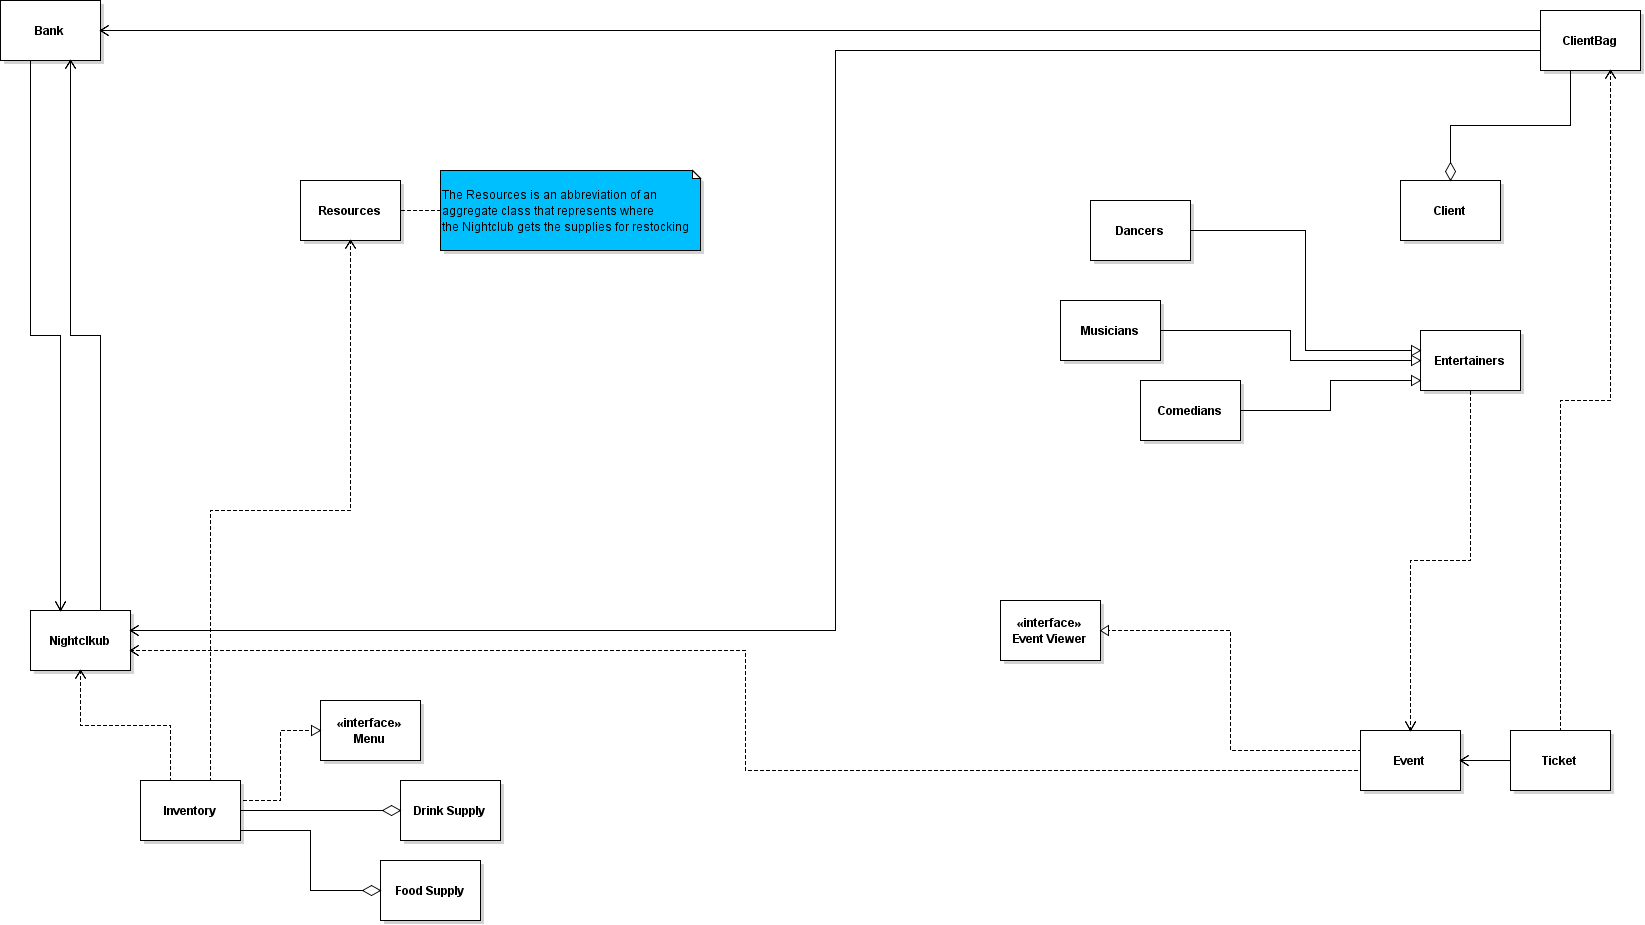 Bank
ClientBag
The Resources is an abbreviation of an
aggregate class that represents where
the Nightclub gets the supplies for restocking
Resources
Client
Dancers
Musicians
Entertainers
Comedians
«interface»
Event Viewer
Nightclkub
«interface»
Menu
Event
Ticket
Inventory
Drink Supply
Food Supply